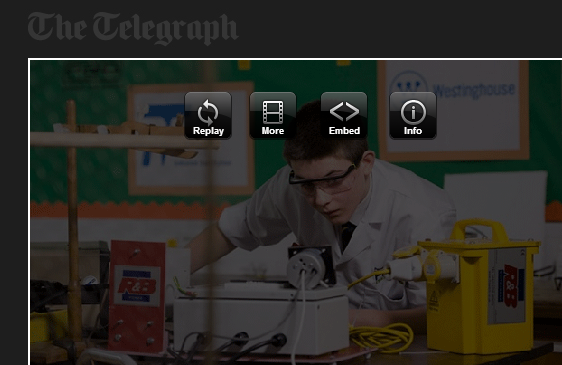 The Telegraph
Westinghouse
Replay
More
Embed
Info